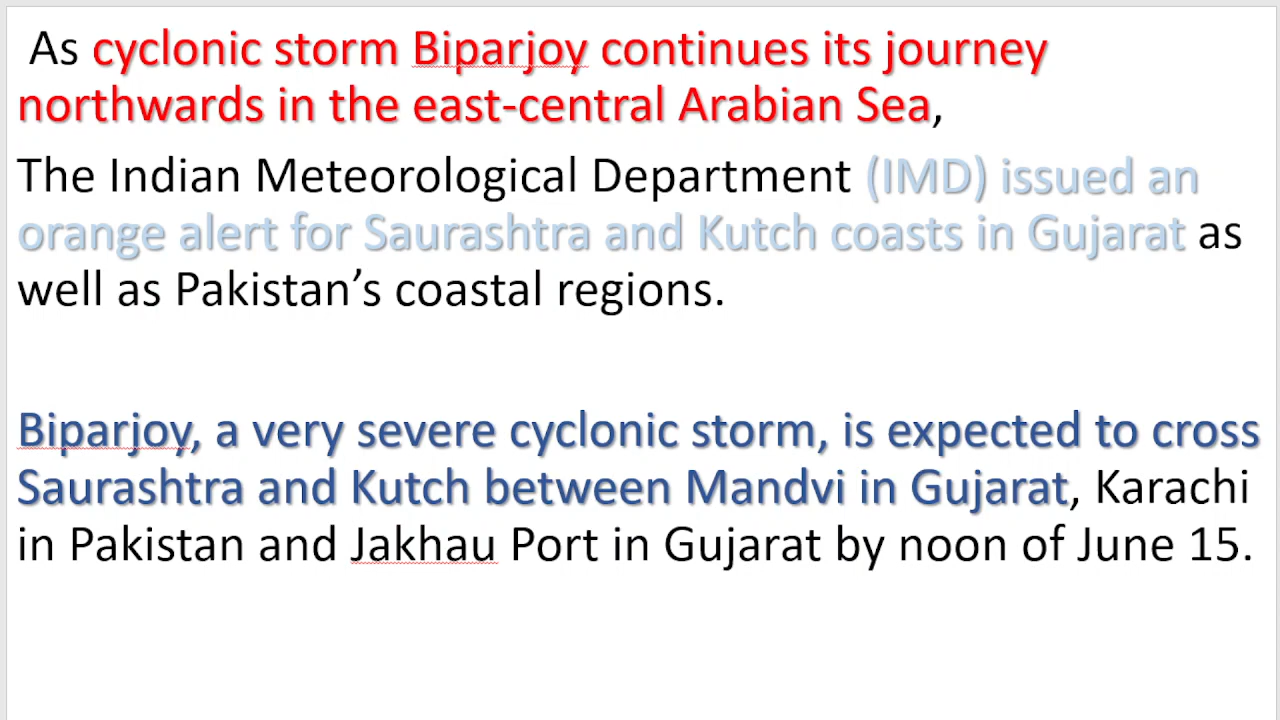 As cyclonic storm Biparjoy continues its journey
northwards in the east-central Arabian Sea,
The Indian Meteorological Department (IMD) issued an
orange alert for Saurashtra and Kutch coasts in Gujarat as
well as Pakistan’s coastal regions.
Biparjoy, a very severe cyclonic storm, is expected to cross
Saurashtra and Kutch between Mandvi in Gujarat, Karachi
in Pakistan and Jakhau Port in Gujarat by noon of June 15.